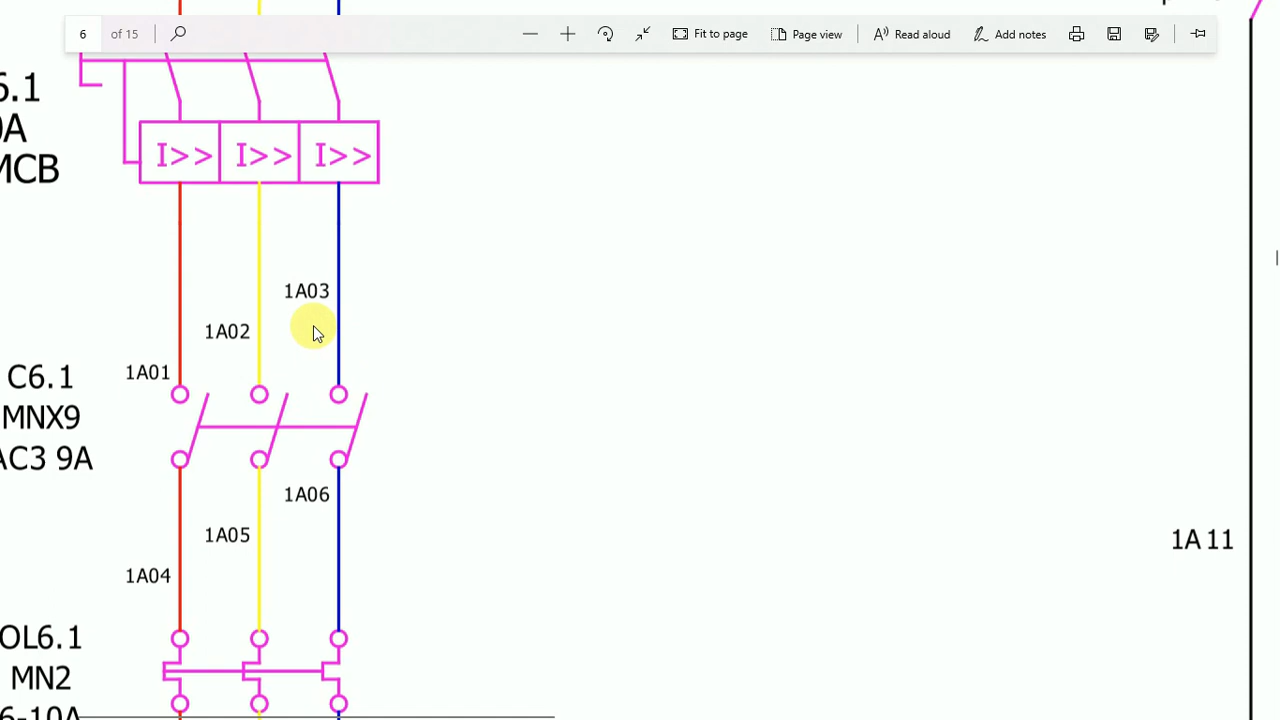 6 of 15 Fit to page Page view Read aloud Add notes
6.1
0A
MCB
I>> I>> I>>
1A03
1A02
1A01
C6.1
MNX9
AC3 9A
1A06
1A05
1A04
1A 11
OL6.1
MN2
6-10A